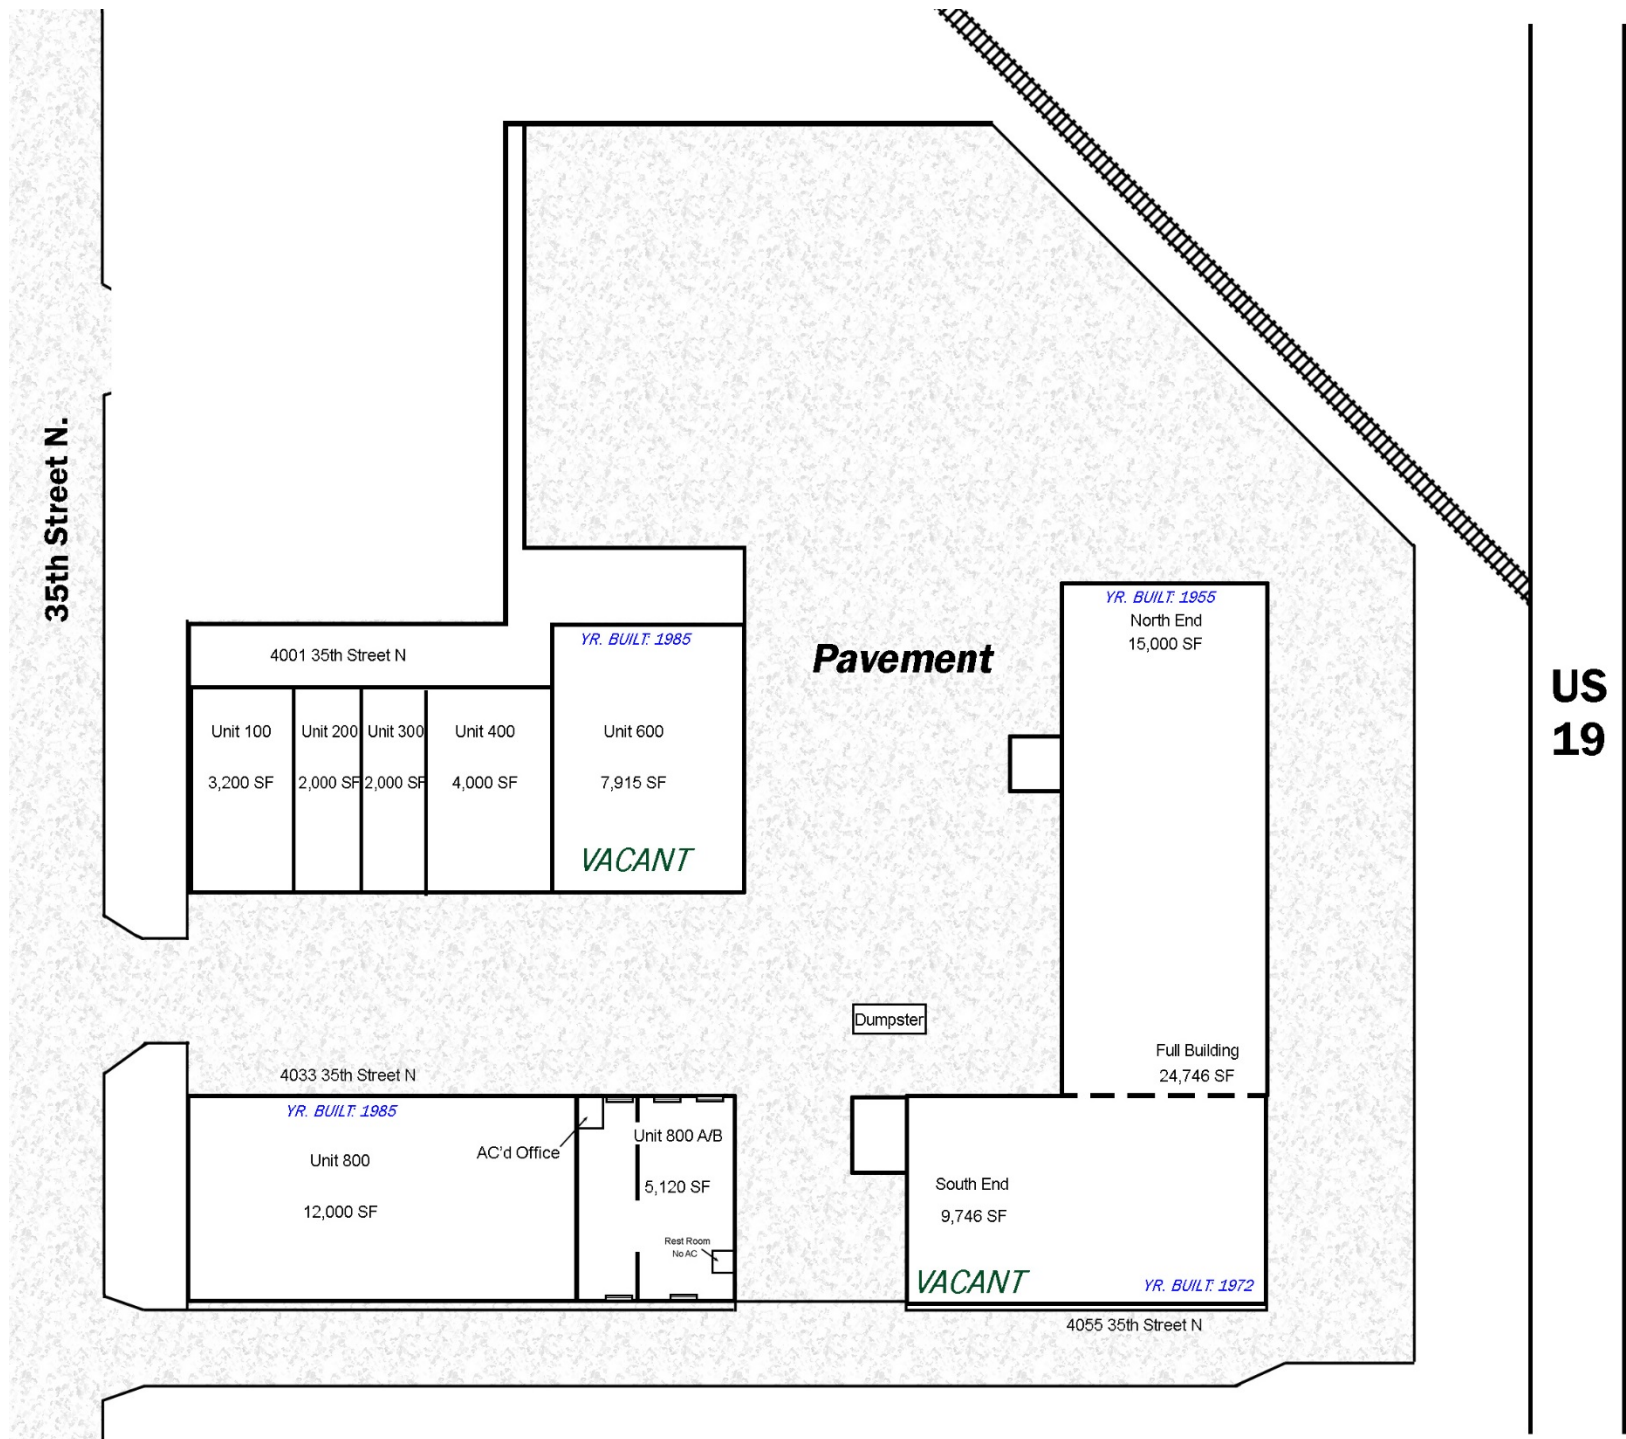 35th Street N.
US
19
Pavement
4001 35th Street N
Unit 100
3,200 SF
Unit 200
2,000 SF
Unit 300
2,000 SF
Unit 400
4,000 SF
YR. BUILT: 1985
Unit 600
7,915 SF
VACANT
YR. BUILT: 1955
North End
15,000 SF
Full Building
24,746 SF
Dumpster
4033 35th Street N
YR. BUILT: 1985
Unit 800
12,000 SF
AC'd Office
Unit 800 A/B
5,120 SF
Rest Room
No AC
South End
9,746 SF
VACANT
YR. BUILT: 1972
4055 35th Street N